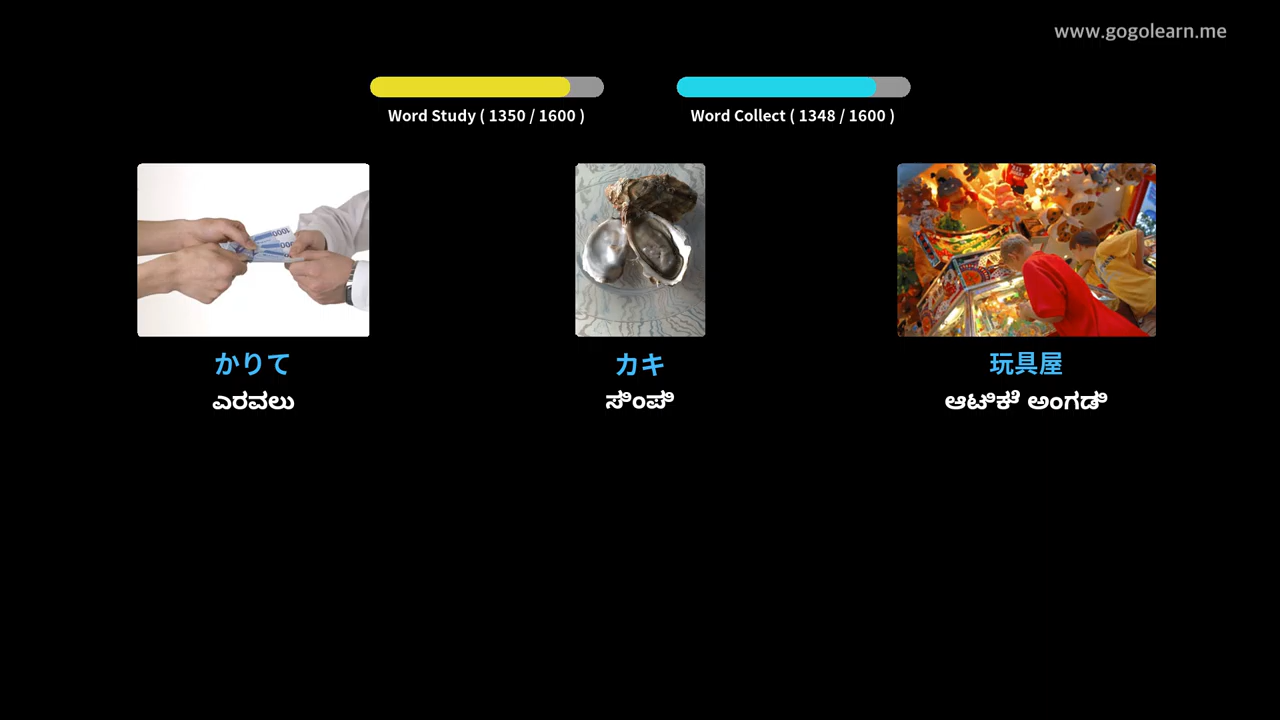 www.gogolearn.me
Word Study ( 1350 / 1600 )
Word Collect ( 1348 / 1600 )
かりて
カキ
玩具屋
ಎರವಲು
ಸಿಂಪಿ
ಆಟಿಕೆ ಅಂಗಡಿ